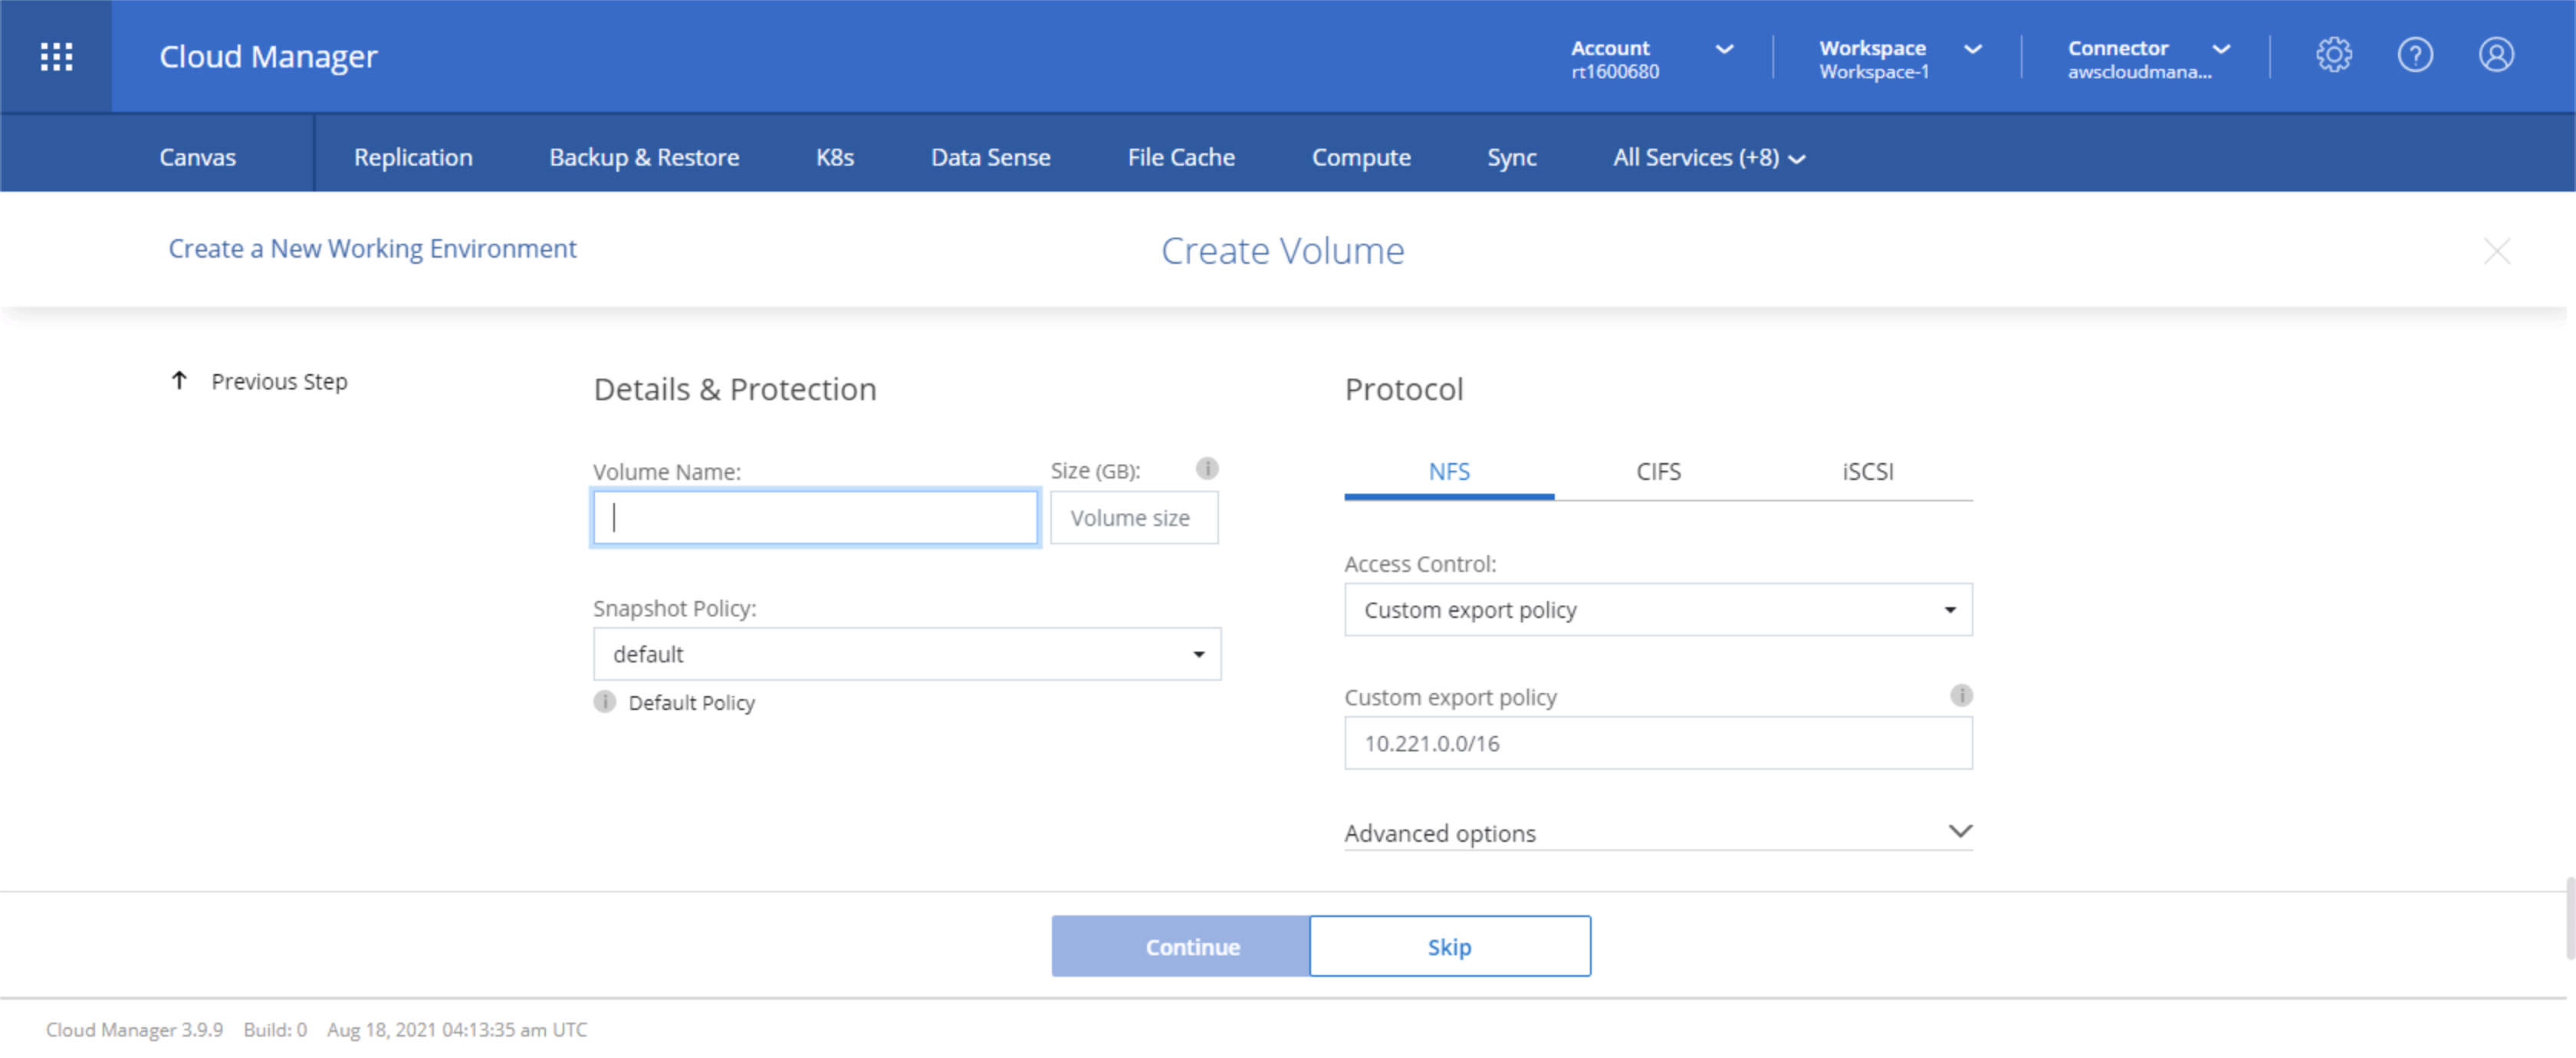 Cloud Manager
Account
rt1600680
Workspace
Workspace-1
Connector
awscloudmana...
Canvas
Replication
Backup & Restore
K8s
Data Sense
File Cache
Compute
Sync
All Services (+8)
Create a New Working Environment
Create Volume
Previous Step
Details & Protection
Volume Name:
Size (GB):
Volume size
Snapshot Policy:
default
Default Policy
Protocol
NFS
CIFS
iSCSI
Access Control:
Custom export policy
Custom export policy
10.221.0.0/16
Advanced options
Continue
Skip
Cloud Manager 3.9.9 Build: 0 Aug 18, 2021 04:13:35 am UTC